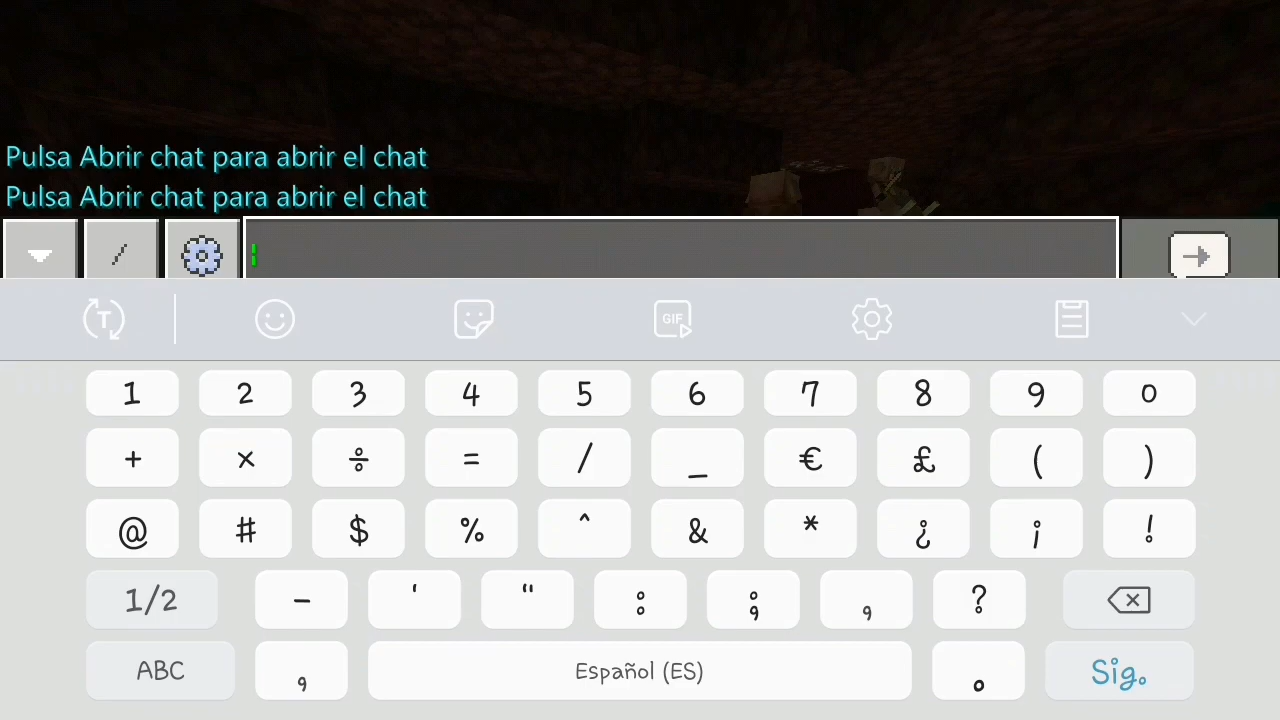 Pulsa Abrir chat para abrir el chat
Pulsa Abrir chat para abrir el chat
/
T
GIF
1 2 3 4 5 6 7 8 9 0
+ × ÷ = / _ € £ ( )
@ # $ % ^ & * ¿ ¡ !
1/2 - ' " : ; , ?
ABC , Español (ES) . Sig.